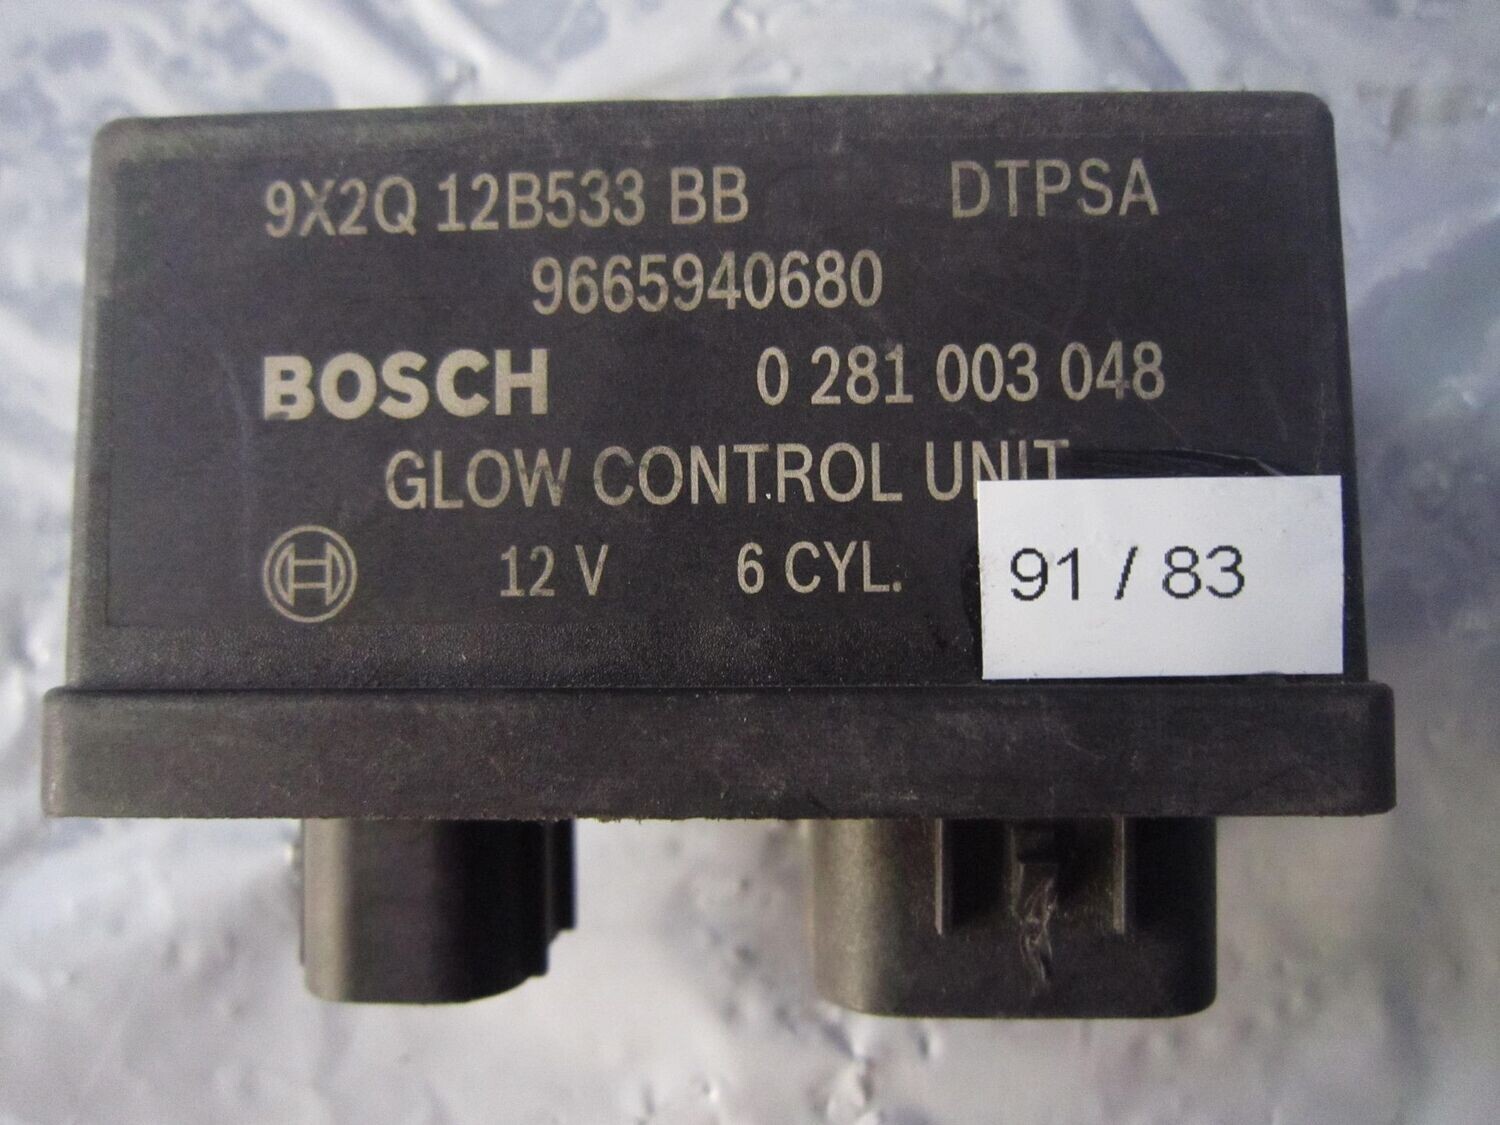 9X2Q 12B533 BB DTPSA
9665940680
BOSCH 0 281 003 048
GLOW CONTROL UNIT
12 V 6 CYL.
91 / 83